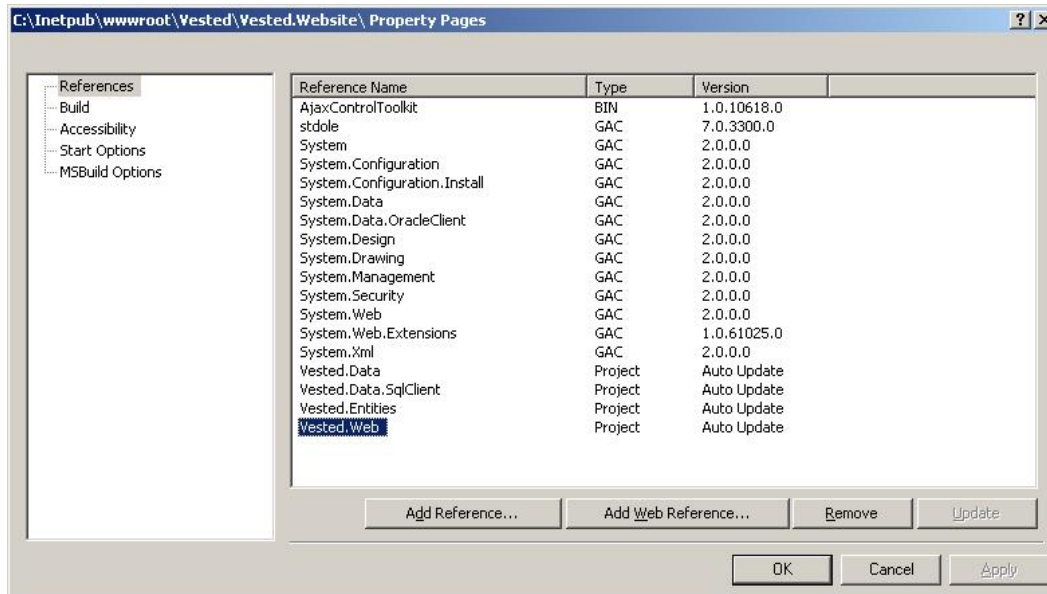 C:\Inetpub\wwwroot\Vested\Vested.Website\ Property Pages
References
Build
Accessibility
Start Options
MSBuild Options
Reference Name Type Version
AjaxControlToolkit BIN 1.0.10618.0
stdole GAC 7.0.3300.0
System GAC 2.0.0.0
System.Configuration GAC 2.0.0.0
System.Configuration.Install GAC 2.0.0.0
System.Data GAC 2.0.0.0
System.Data.OracleClient GAC 2.0.0.0
System.Design GAC 2.0.0.0
System.Drawing GAC 2.0.0.0
System.Management GAC 2.0.0.0
System.Security GAC 2.0.0.0
System.Web GAC 2.0.0.0
System.Web.Extensions GAC 1.0.61025.0
System.Xml GAC 2.0.0.0
Vested.Data Project Auto Update
Vested.Data.SqlClient Project Auto Update
Vested.Entities Project Auto Update
Vested.Web Project Auto Update
Add Reference... Add Web Reference... Remove Update
OK Cancel Apply